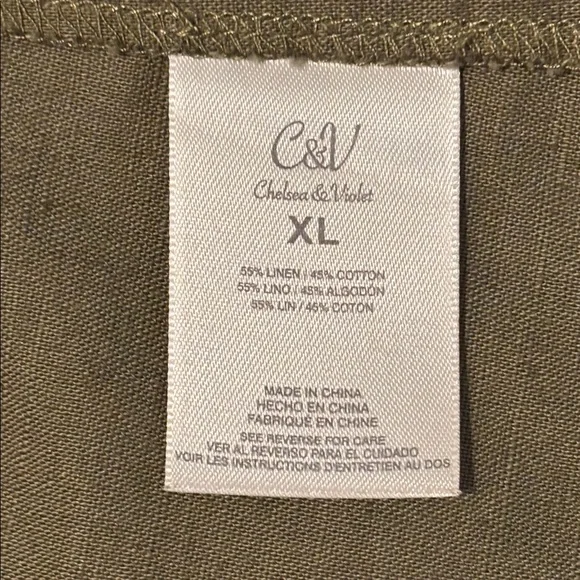 C&V
Chelsea & Violet
XL
55% LINEN / 45% COTTON
55% LINO / 45% ALGODÓN
55% LIN / 45% COTON
MADE IN CHINA
HECHO EN CHINA
FABRIQUÉ EN CHINE
SEE REVERSE FOR CARE
VER AL REVERSO PARA EL CUIDADO
VOIR LES INSTRUCTIONS D'ENTRETIEN AU DOS